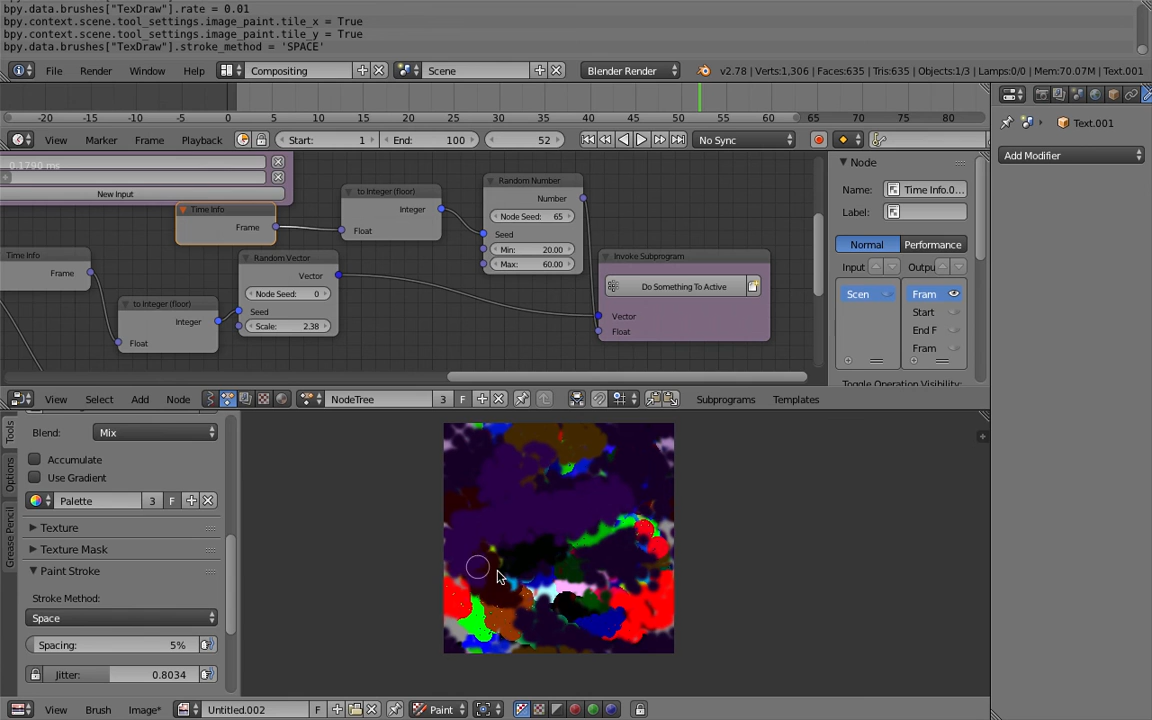 bpy.data.brushes["TexDraw"].rate = 0.01
bpy.context.scene.tool_settings.image_paint.tile_x = True
bpy.context.scene.tool_settings.image_paint.tile_y = True
bpy.data.brushes["TexDraw"].stroke_method = 'SPACE'
File Render Window Help Compositing Scene Blender Render v2.78 | Verts:1,306 | Faces:635 | Tris:635 | Objects:1/3 | Lamps:0/0 | Mem:70.07M | Text.001
-20 -15 -10 -5 0 5 10 15 20 25 30 35 40 45 50 55 60 65 70 75 80
View Marker Frame Playback Start: 1 End: 100 52 No Sync
Text.001
Add Modifier
0.1790 ms
New Input
Time Info
Frame
to Integer (floor)
Integer
Float
Random Number
Number
Node Seed: 65
Seed
Min: 20.00
Max: 60.00
Time Info
Frame
to Integer (floor)
Integer
Float
Random Vector
Vector
Node Seed: 0
Seed
Scale: 2.38
Invoke Subprogram
Do Something To Active
Vector
Float
Node
Name: Time Info.0...
Label:
Normal Performance
Input Outpu
Scen Fram
Start
End F
Fram
Toggle Operation Visibility:
View Select Add Node NodeTree 3 F Subprograms Templates
Tools
Options
Grease Pencil
Blend: Mix
Accumulate
Use Gradient
Palette 3 F
Texture
Texture Mask
Paint Stroke
Stroke Method:
Space
Spacing: 5%
Jitter: 0.8034
View Brush Image* Untitled.002 F Paint